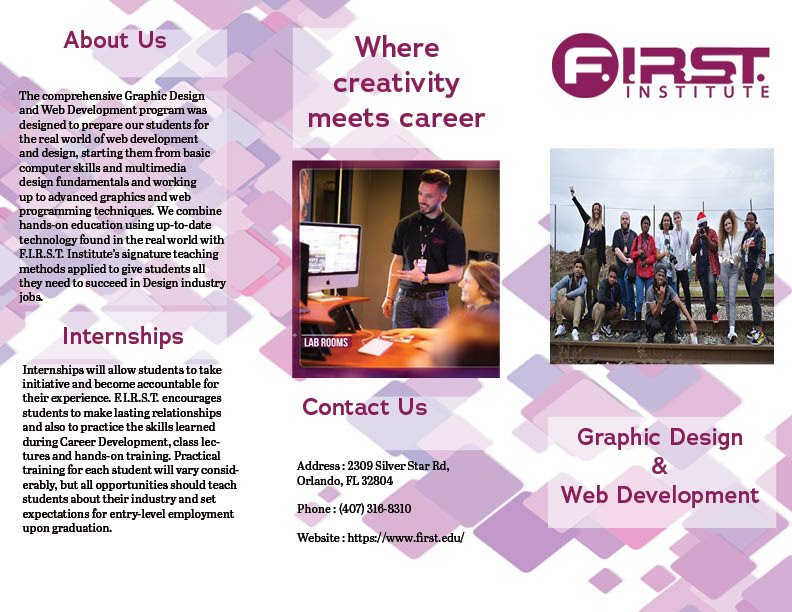 About Us
The comprehensive Graphic Design
and Web Development program was
designed to prepare our students for
the real world of web development
and design, starting them from basic
computer skills and multimedia
design fundamentals and working
up to advanced graphics and web
programming techniques. We combine
hands-on education using up-to-date
technology found in the real world with
F.I.R.S.T. Institute's signature teaching
methods applied to give students all
they need to succeed in Design industry
jobs.
Internships
Internships will allow students to take
initiative and become accountable for
their experience. F.I.R.S.T. encourages
students to make lasting relationships
and also to practice the skills learned
during Career Development, class lec-
tures and hands-on training. Practical
training for each student will vary consid-
erably, but all opportunities should teach
students about their industry and set
expectations for entry-level employment
upon graduation.
Where
creativity
meets career
LAB ROOMS
Contact Us
Address : 2309 Silver Star Rd,
Orlando, FL 32804
Phone : (407) 316-8310
Website : https://www.first.edu/
F.I.R.S.T.
INSTITUTE
Graphic Design
&
Web Development